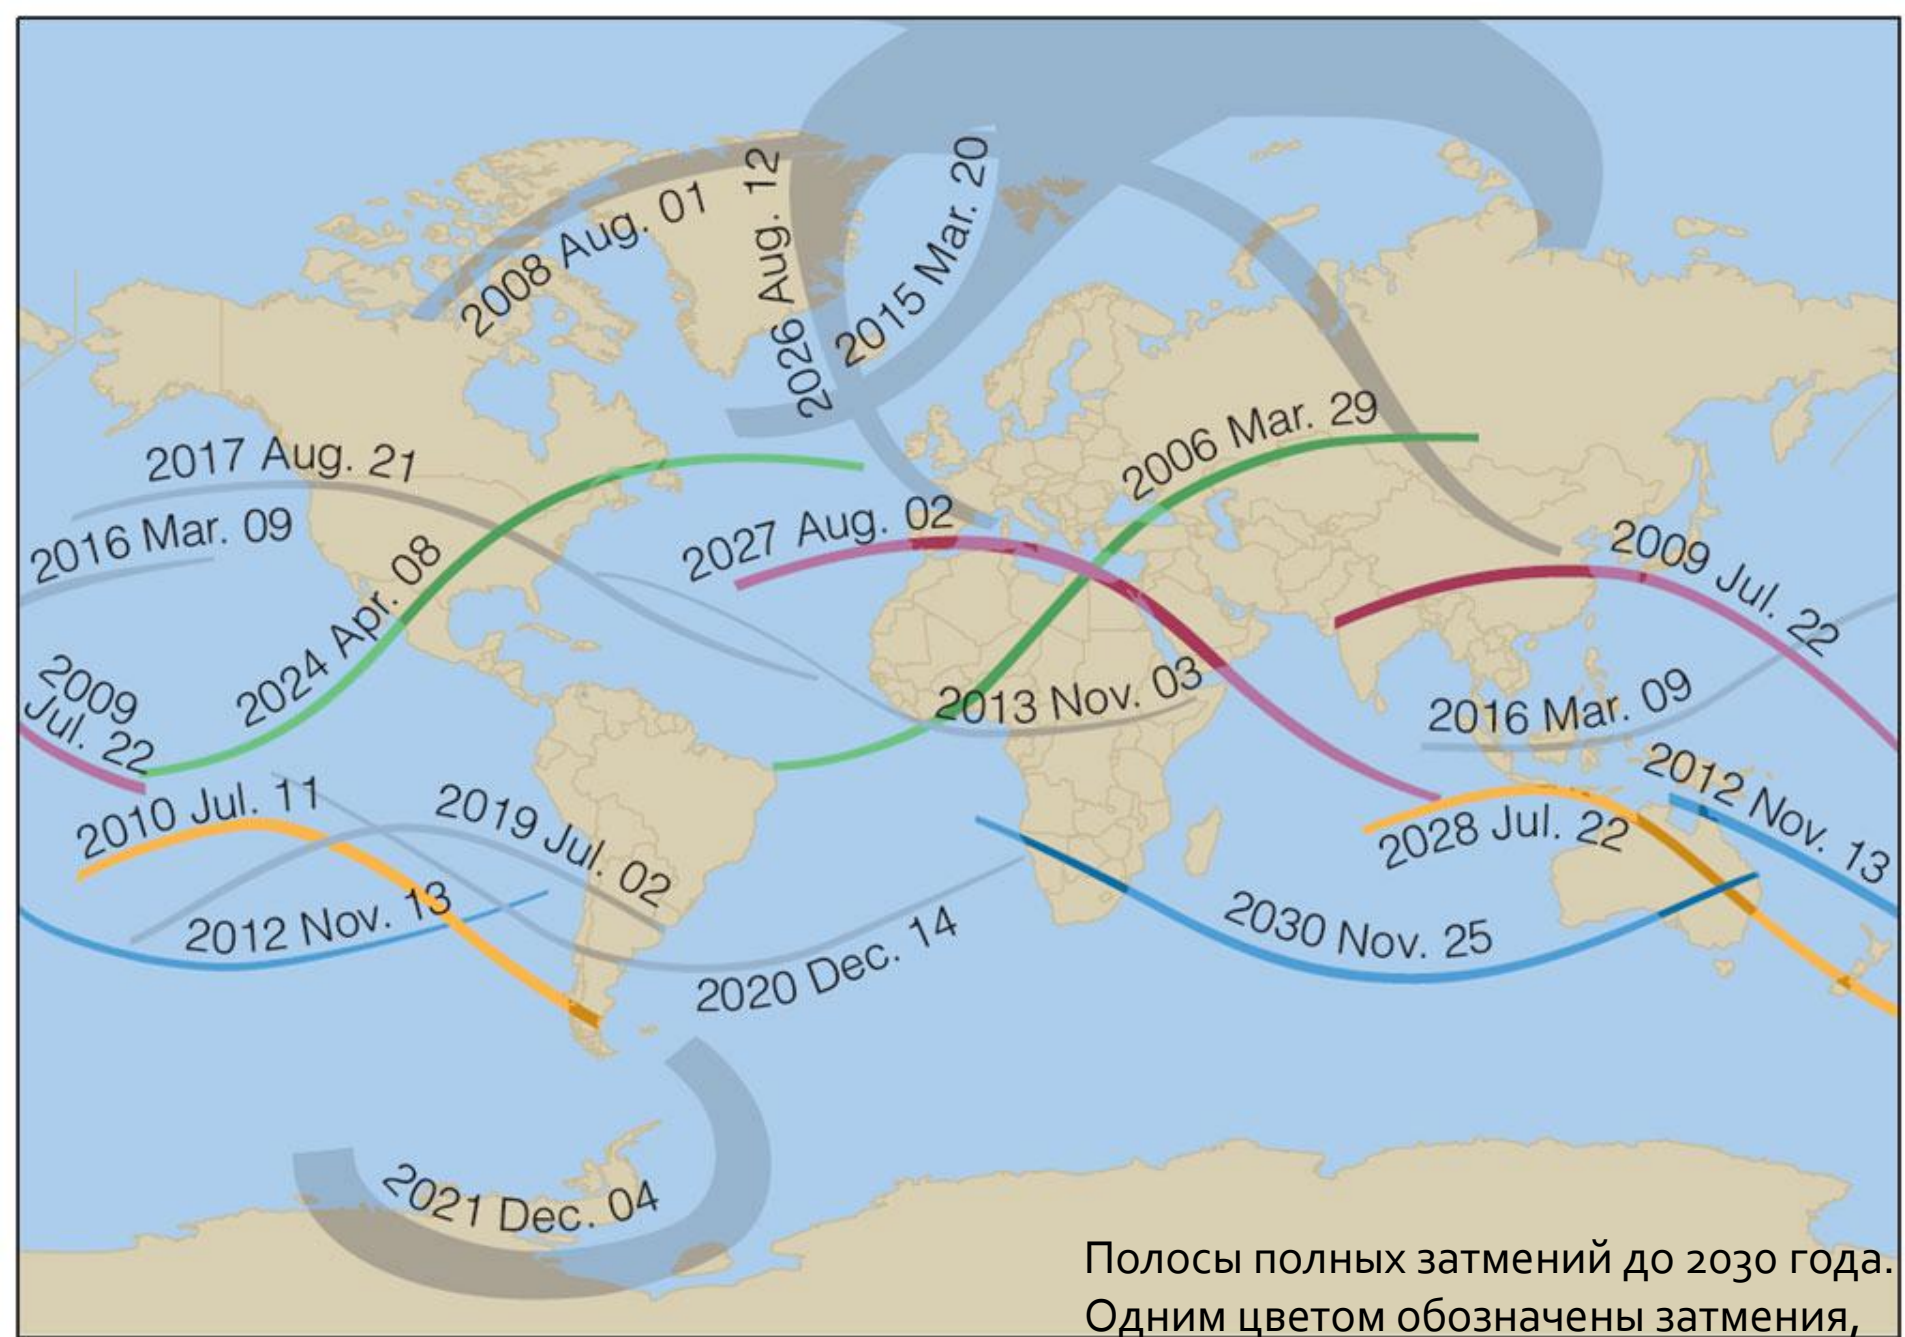 2008 Aug. 01
2026 Aug. 12
2015 Mar. 20
2006 Mar. 29
2017 Aug. 21
2016 Mar. 09
2024 Apr. 08
2027 Aug. 02
2009 Jul. 22
2009
Jul. 22
2013 Nov. 03
2016 Mar. 09
2012 Nov. 13
2010 Jul. 11
2019 Jul. 02
2028 Jul. 22
2012 Nov. 13
2020 Dec. 14
2030 Nov. 25
2021 Dec. 04
Полосы полных затмений до 2030 года.
Одним цветом обозначены затмения,